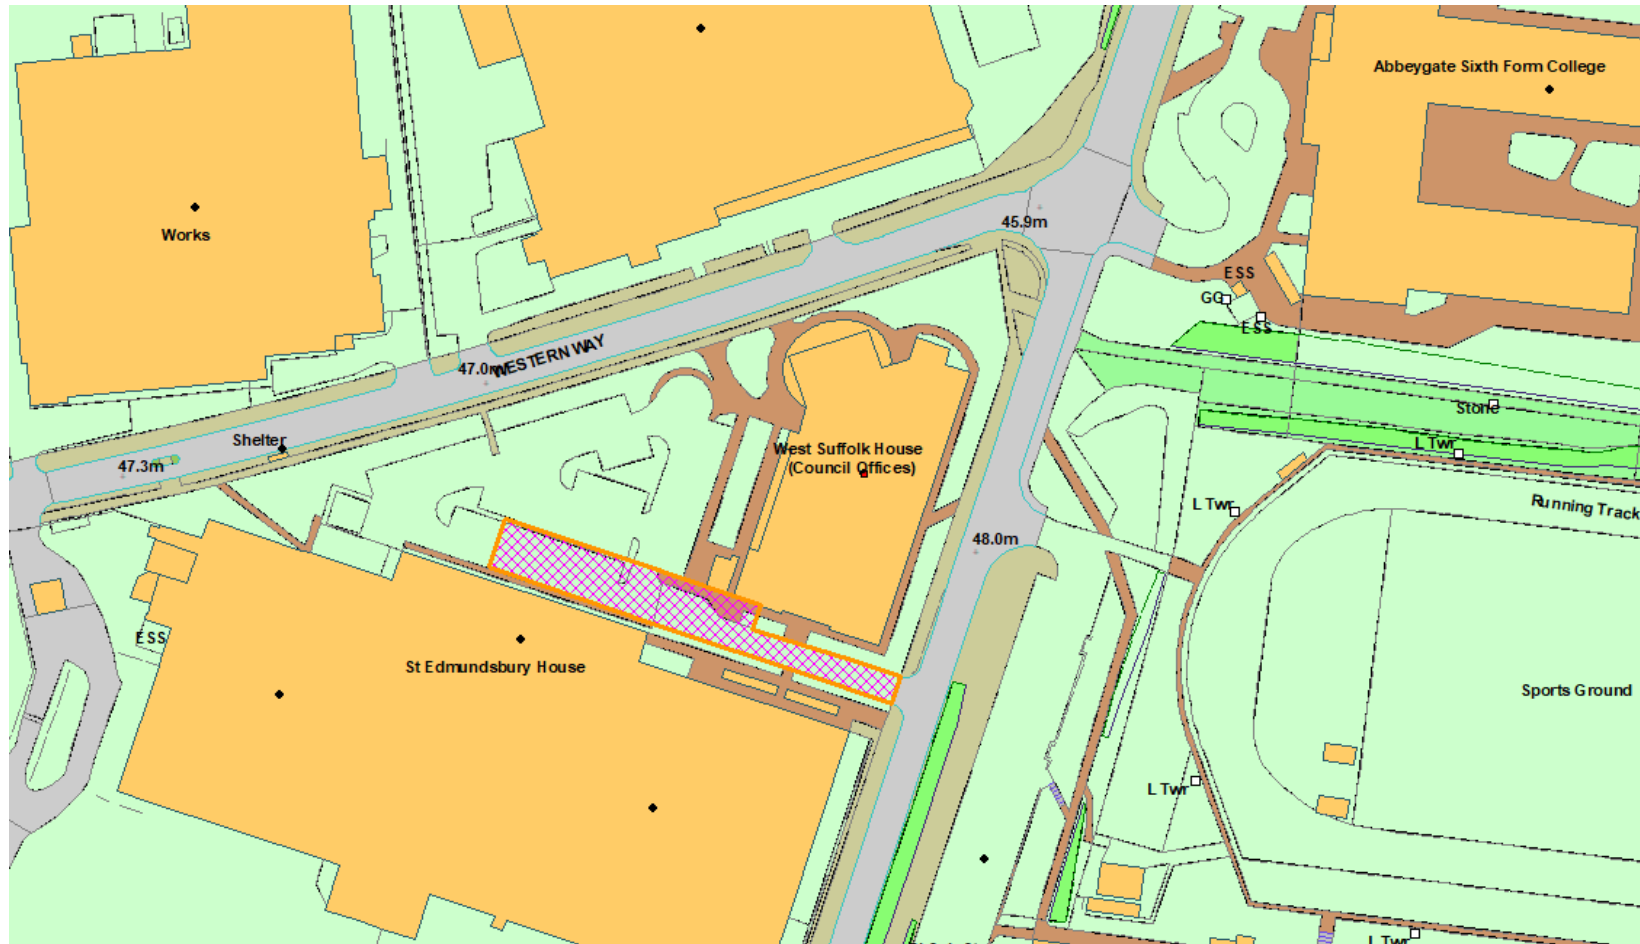 Abbeygate Sixth Form College
Works
45.9m
ESS
GG
ESS
WESTERN WAY
47.0m
Stone
Shelter
L Twr
47.3m
West Suffolk House
(Council Offices)
L Twr
Running Track
48.0m
ESS
St Edmundsbury House
Sports Ground
L Twr
L Twr